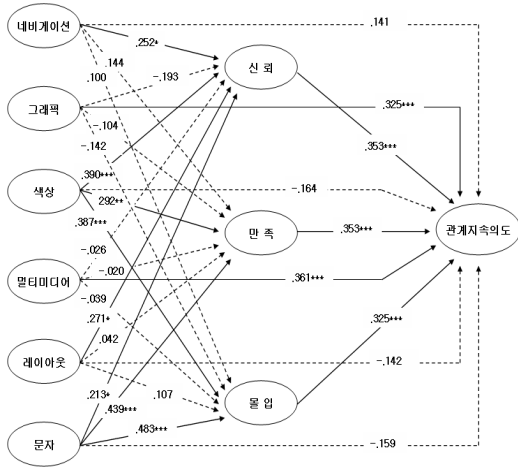 네비게이션
.141
.252*
신 뢰
.144
.100
-.193
그래픽
.325***
-.104
-.142
.353***
.390***
색상
-.164
.292**
.387***
만 족
.353***
관계지속의도
-.026
-.020
멀티미디어
.361***
-.039
.271*
.325***
.042
레이아웃
-.142
.107
.213*
.439***
몰 입
.483***
문자
-.159